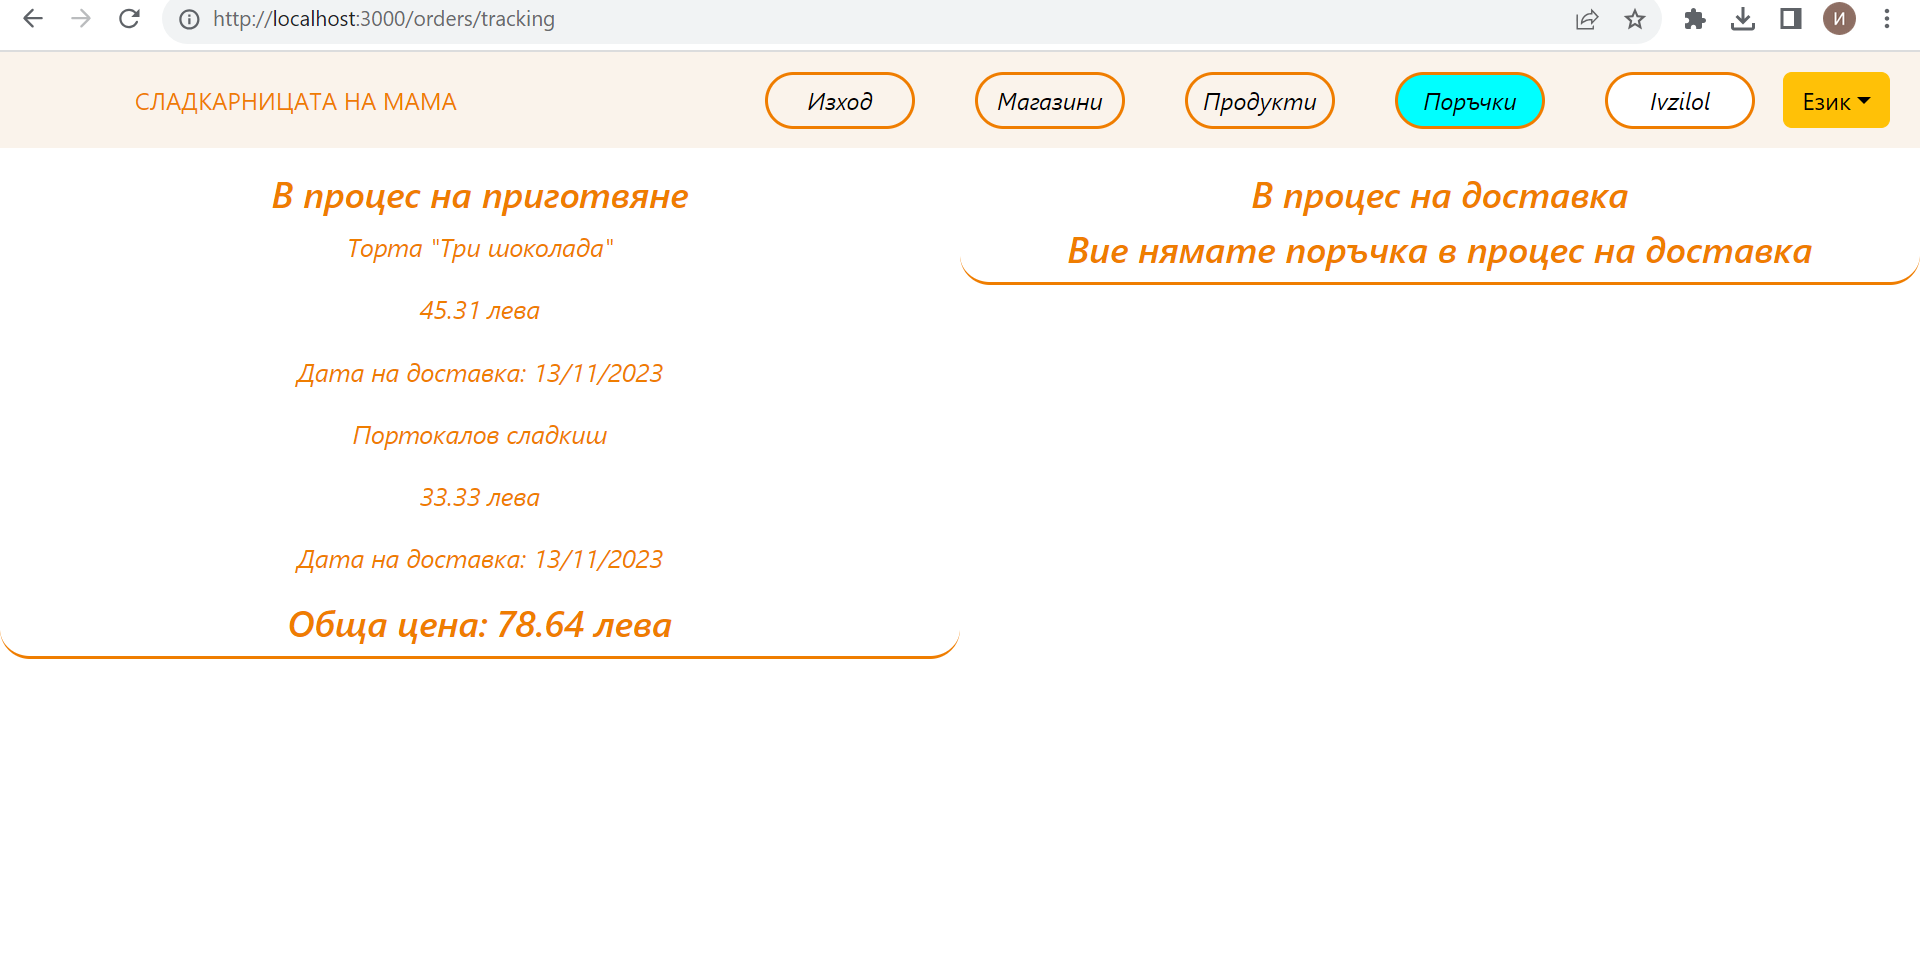 http://localhost:3000/orders/tracking
И
СЛАДКАРНИЦАТА НА МАМА
Изход
Магазини
Продукти
Поръчки
Ivzilol
Език
В процес на приготвяне
Торта "Три шоколада"
45.31 лева
Дата на доставка: 13/11/2023
Портокалов сладкиш
33.33 лева
Дата на доставка: 13/11/2023
Обща цена: 78.64 лева
В процес на доставка
Вие нямате поръчка в процес на доставка